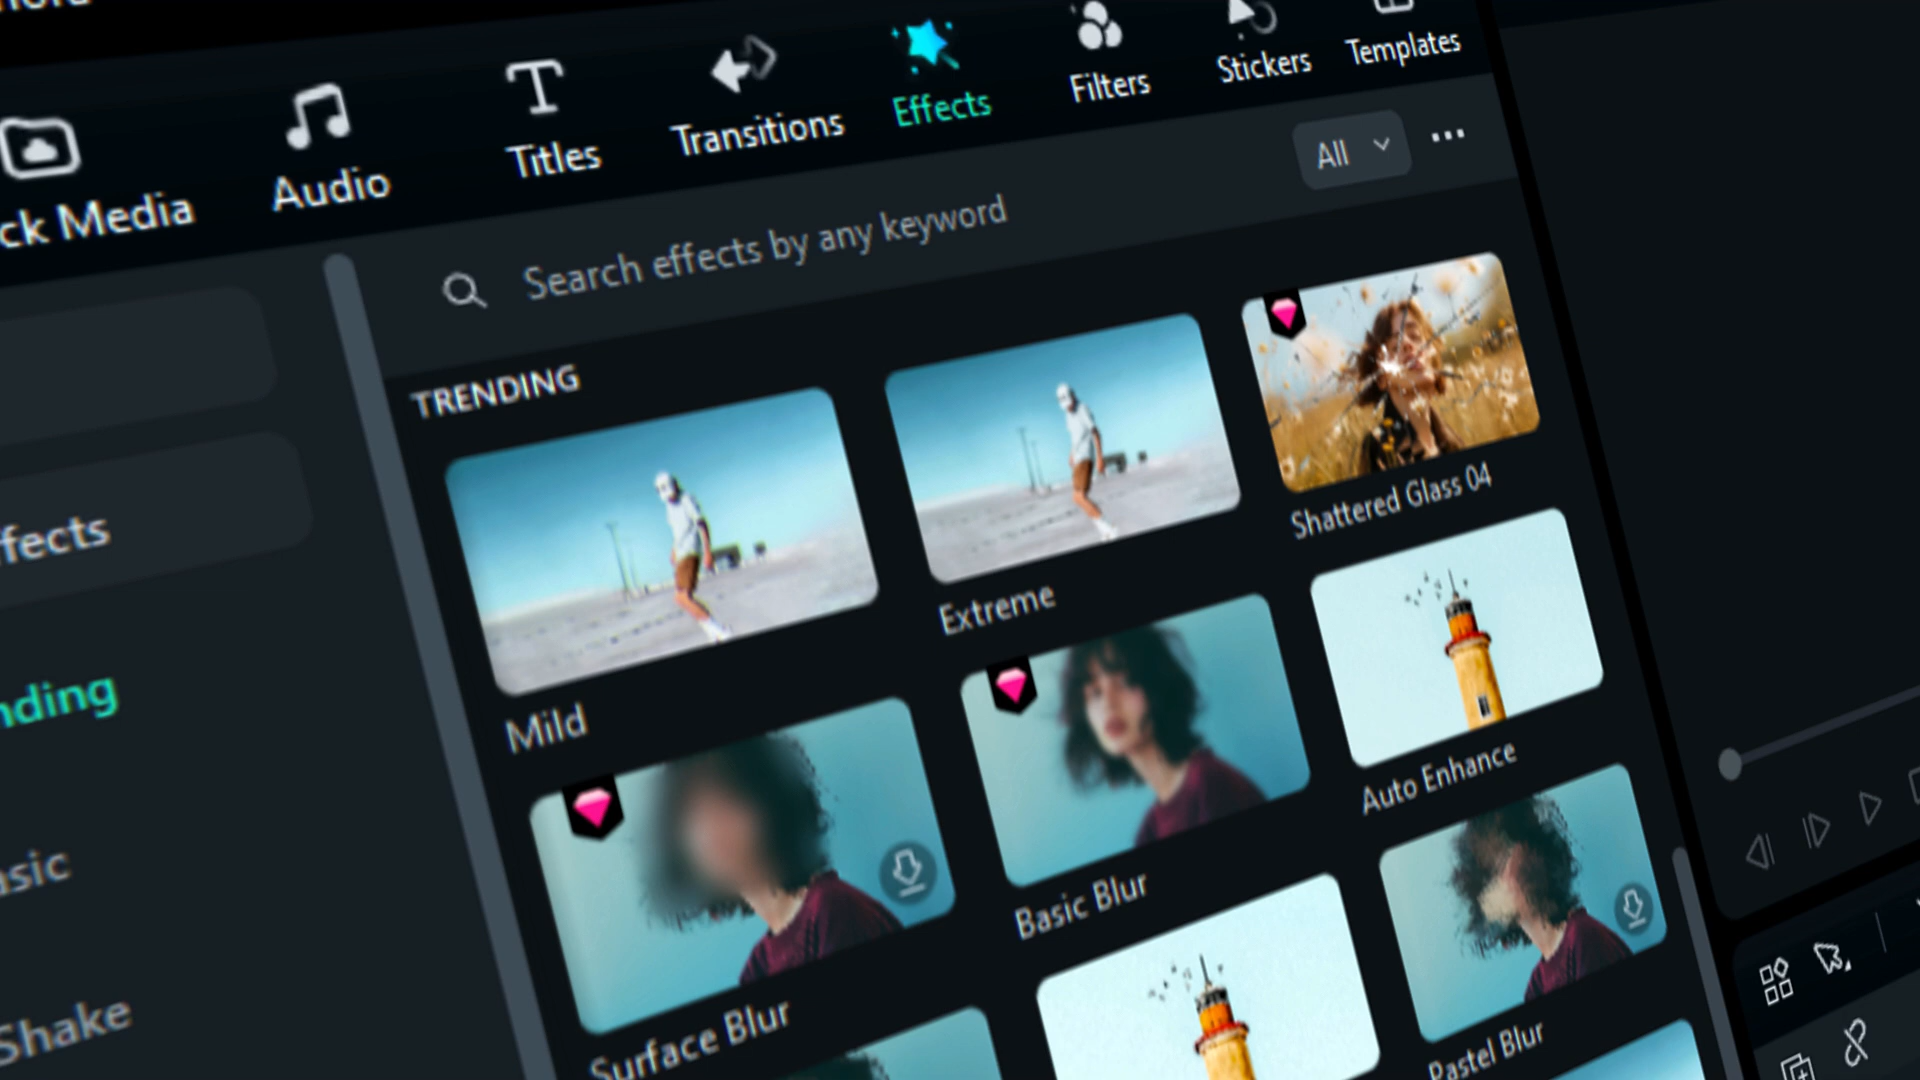 ck Media
Audio
Titles
Transitions
Effects
Filters
Stickers
Templates
Search effects by any keyword
All
TRENDING
Mild
Extreme
Shattered Glass 04
Surface Blur
Basic Blur
Auto Enhance
Pastel Blur
ffects
nding
sic
Shake